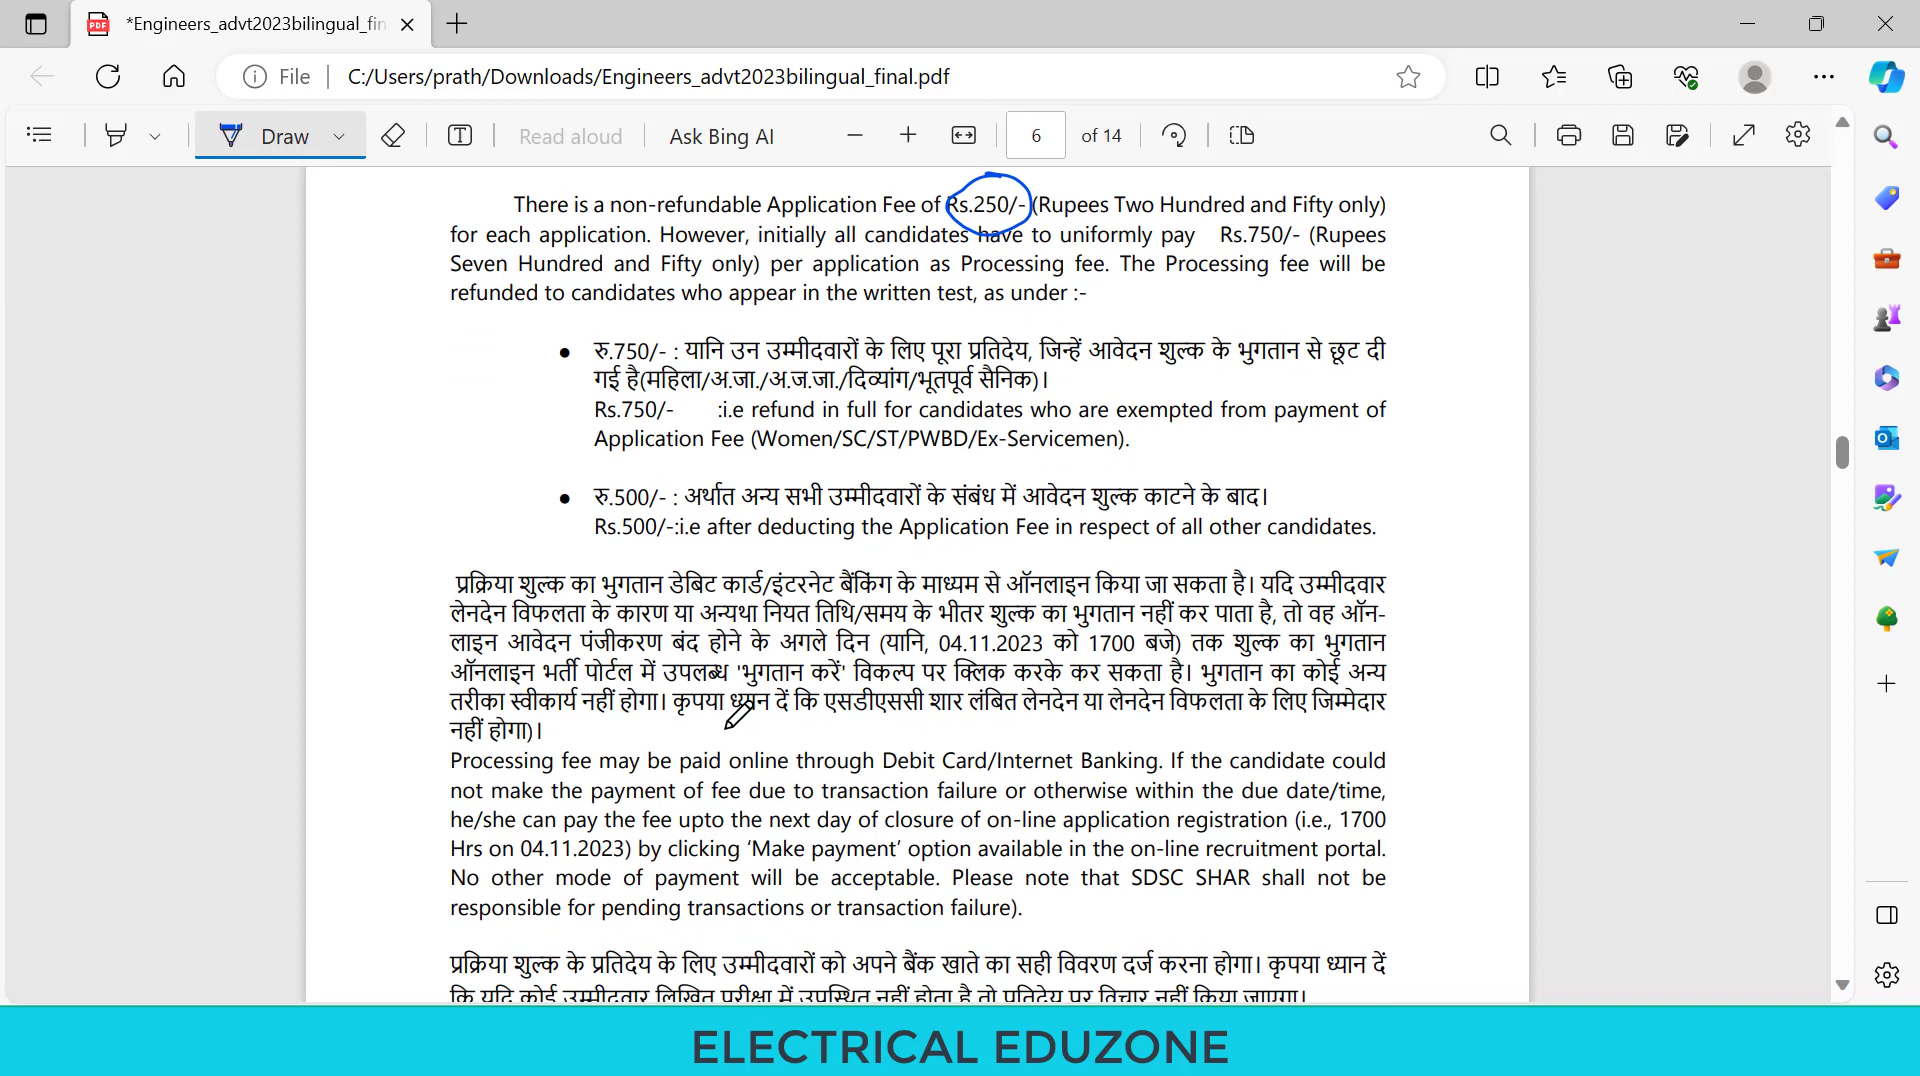 *Engineers_advt2023bilingual_fin
File
C:/Users/prath/Downloads/Engineers_advt2023bilingual_final.pdf
Draw
Read aloud
Ask Bing AI
6
of 14
There is a non-refundable Application Fee of Rs.250/- (Rupees Two Hundred and Fifty only)
for each application. However, initially all candidates have to uniformly pay Rs.750/- (Rupees
Seven Hundred and Fifty only) per application as Processing fee. The Processing fee will be
refunded to candidates who appear in the written test, as under :-
● रु.750/- : यानि उन उम्मीदवारों के लिए पूरा प्रतिदेय, जिन्हें आवेदन शुल्क के भुगतान से छूट दी
गई है(महिला/अ.जा./अ.ज.जा./दिव्यांग/भूतपूर्व सैनिक)।
Rs.750/- :i.e refund in full for candidates who are exempted from payment of
Application Fee (Women/SC/ST/PWBD/Ex-Servicemen).
● रु.500/- : अर्थात अन्य सभी उम्मीदवारों के संबंध में आवेदन शुल्क काटने के बाद।
Rs.500/-:i.e after deducting the Application Fee in respect of all other candidates.
प्रक्रिया शुल्क का भुगतान डेबिट कार्ड/इंटरनेट बैंकिंग के माध्यम से ऑनलाइन किया जा सकता है। यदि उम्मीदवार
लेनदेन विफलता के कारण या अन्यथा नियत तिथि/समय के भीतर शुल्क का भुगतान नहीं कर पाता है, तो वह ऑन-
लाइन आवेदन पंजीकरण बंद होने के अगले दिन (यानि, 04.11.2023 को 1700 बजे) तक शुल्क का भुगतान
ऑनलाइन भर्ती पोर्टल में उपलब्ध 'भुगतान करें' विकल्प पर क्लिक करके कर सकता है। भुगतान का कोई अन्य
तरीका स्वीकार्य नहीं होगा। कृपया ध्यान दें कि एसडीएससी शार लंबित लेनदेन या लेनदेन विफलता के लिए जिम्मेदार
नहीं होगा)।
Processing fee may be paid online through Debit Card/Internet Banking. If the candidate could
not make the payment of fee due to transaction failure or otherwise within the due date/time,
he/she can pay the fee upto the next day of closure of on-line application registration (i.e., 1700
Hrs on 04.11.2023) by clicking ‘Make payment’ option available in the on-line recruitment portal.
No other mode of payment will be acceptable. Please note that SDSC SHAR shall not be
responsible for pending transactions or transaction failure).
प्रक्रिया शुल्क के प्रतिदेय के लिए उम्मीदवारों को अपने बैंक खाते का सही विवरण दर्ज करना होगा। कृपया ध्यान दें
कि यदि कोई उम्मीदवार लिखित परीक्षा में उपस्थित नहीं होता है तो प्रतिदेय पर विचार नहीं किया जाएगा।
ELECTRICAL EDUZONE